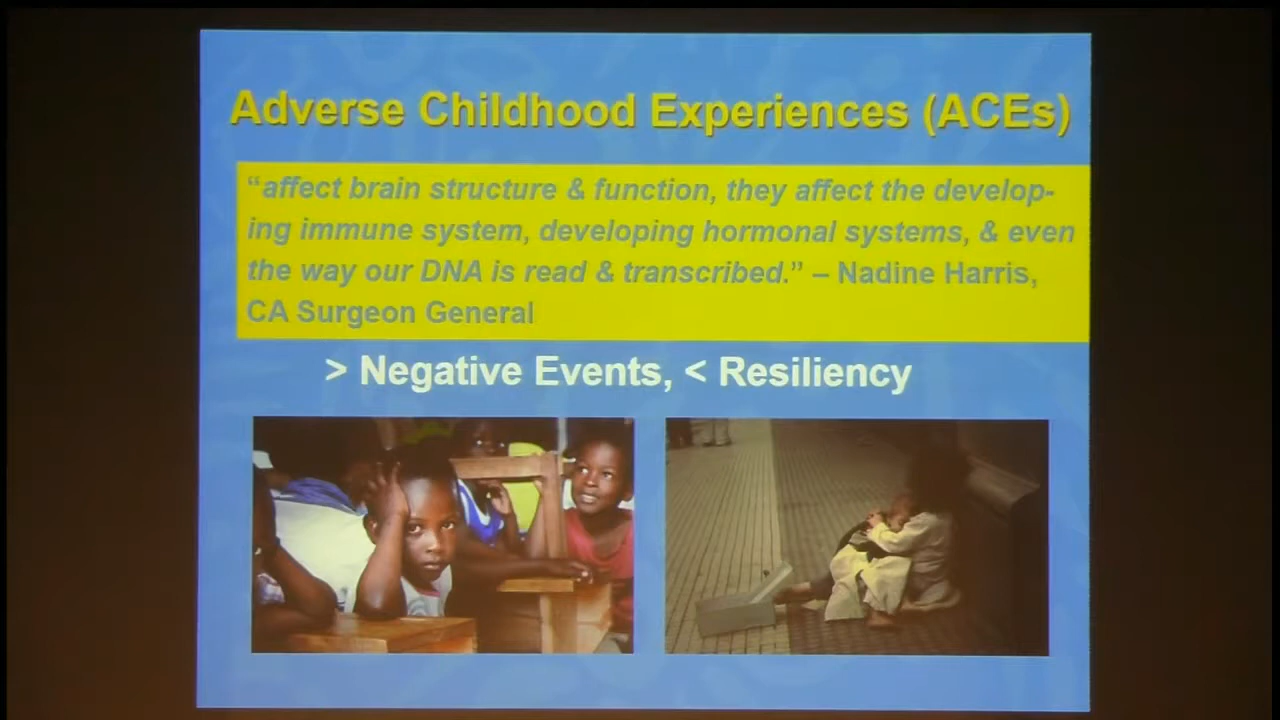 Adverse Childhood Experiences (ACEs)
“affect brain structure & function, they affect the develop-
ing immune system, developing hormonal systems, & even
the way our DNA is read & transcribed.” – Nadine Harris,
CA Surgeon General
> Negative Events, < Resiliency